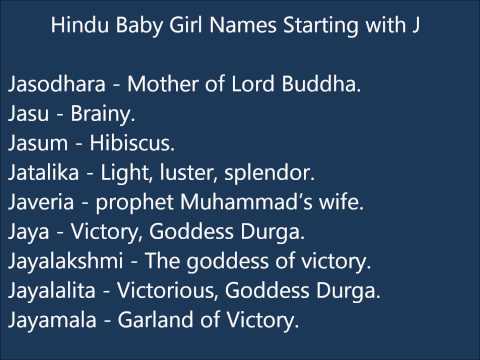 Hindu Baby Girl Names Starting with J
Jasodhara - Mother of Lord Buddha.
Jasu - Brainy.
Jasum - Hibiscus.
Jatalika - Light, luster, splendor.
Javeria - prophet Muhammad’s wife.
Jaya - Victory, Goddess Durga.
Jayalakshmi - The goddess of victory.
Jayalalita - Victorious, Goddess Durga.
Jayamala - Garland of Victory.